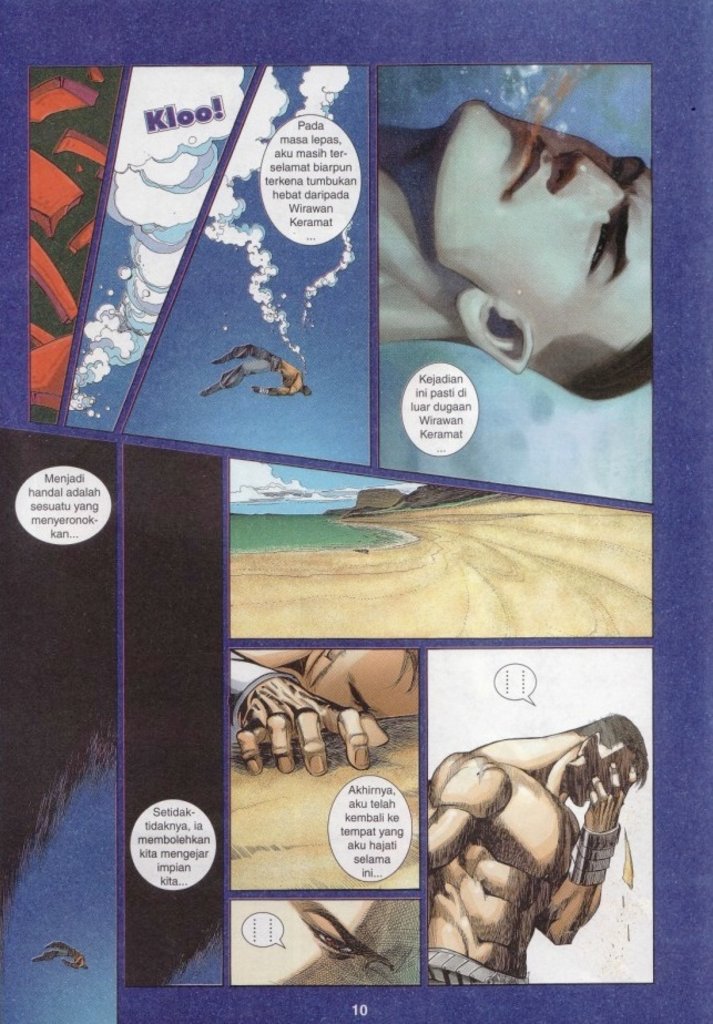 Kloo!
Pada
masa lepas,
aku masih ter-
selamat biarpun
terkena tumbukan
hebat daripada
Wirawan
Keramat
...
Kejadian
ini pasti di
luar dugaan
Wirawan
Keramat
...
Menjadi
handal adalah
sesuatu yang
menyeronok-
kan...
Setidak-
tidaknya, ia
membolehkan
kita mengejar
impian
kita...
Akhirnya,
aku telah
kembali ke
tempat yang
aku hajati
selama
ini...
10